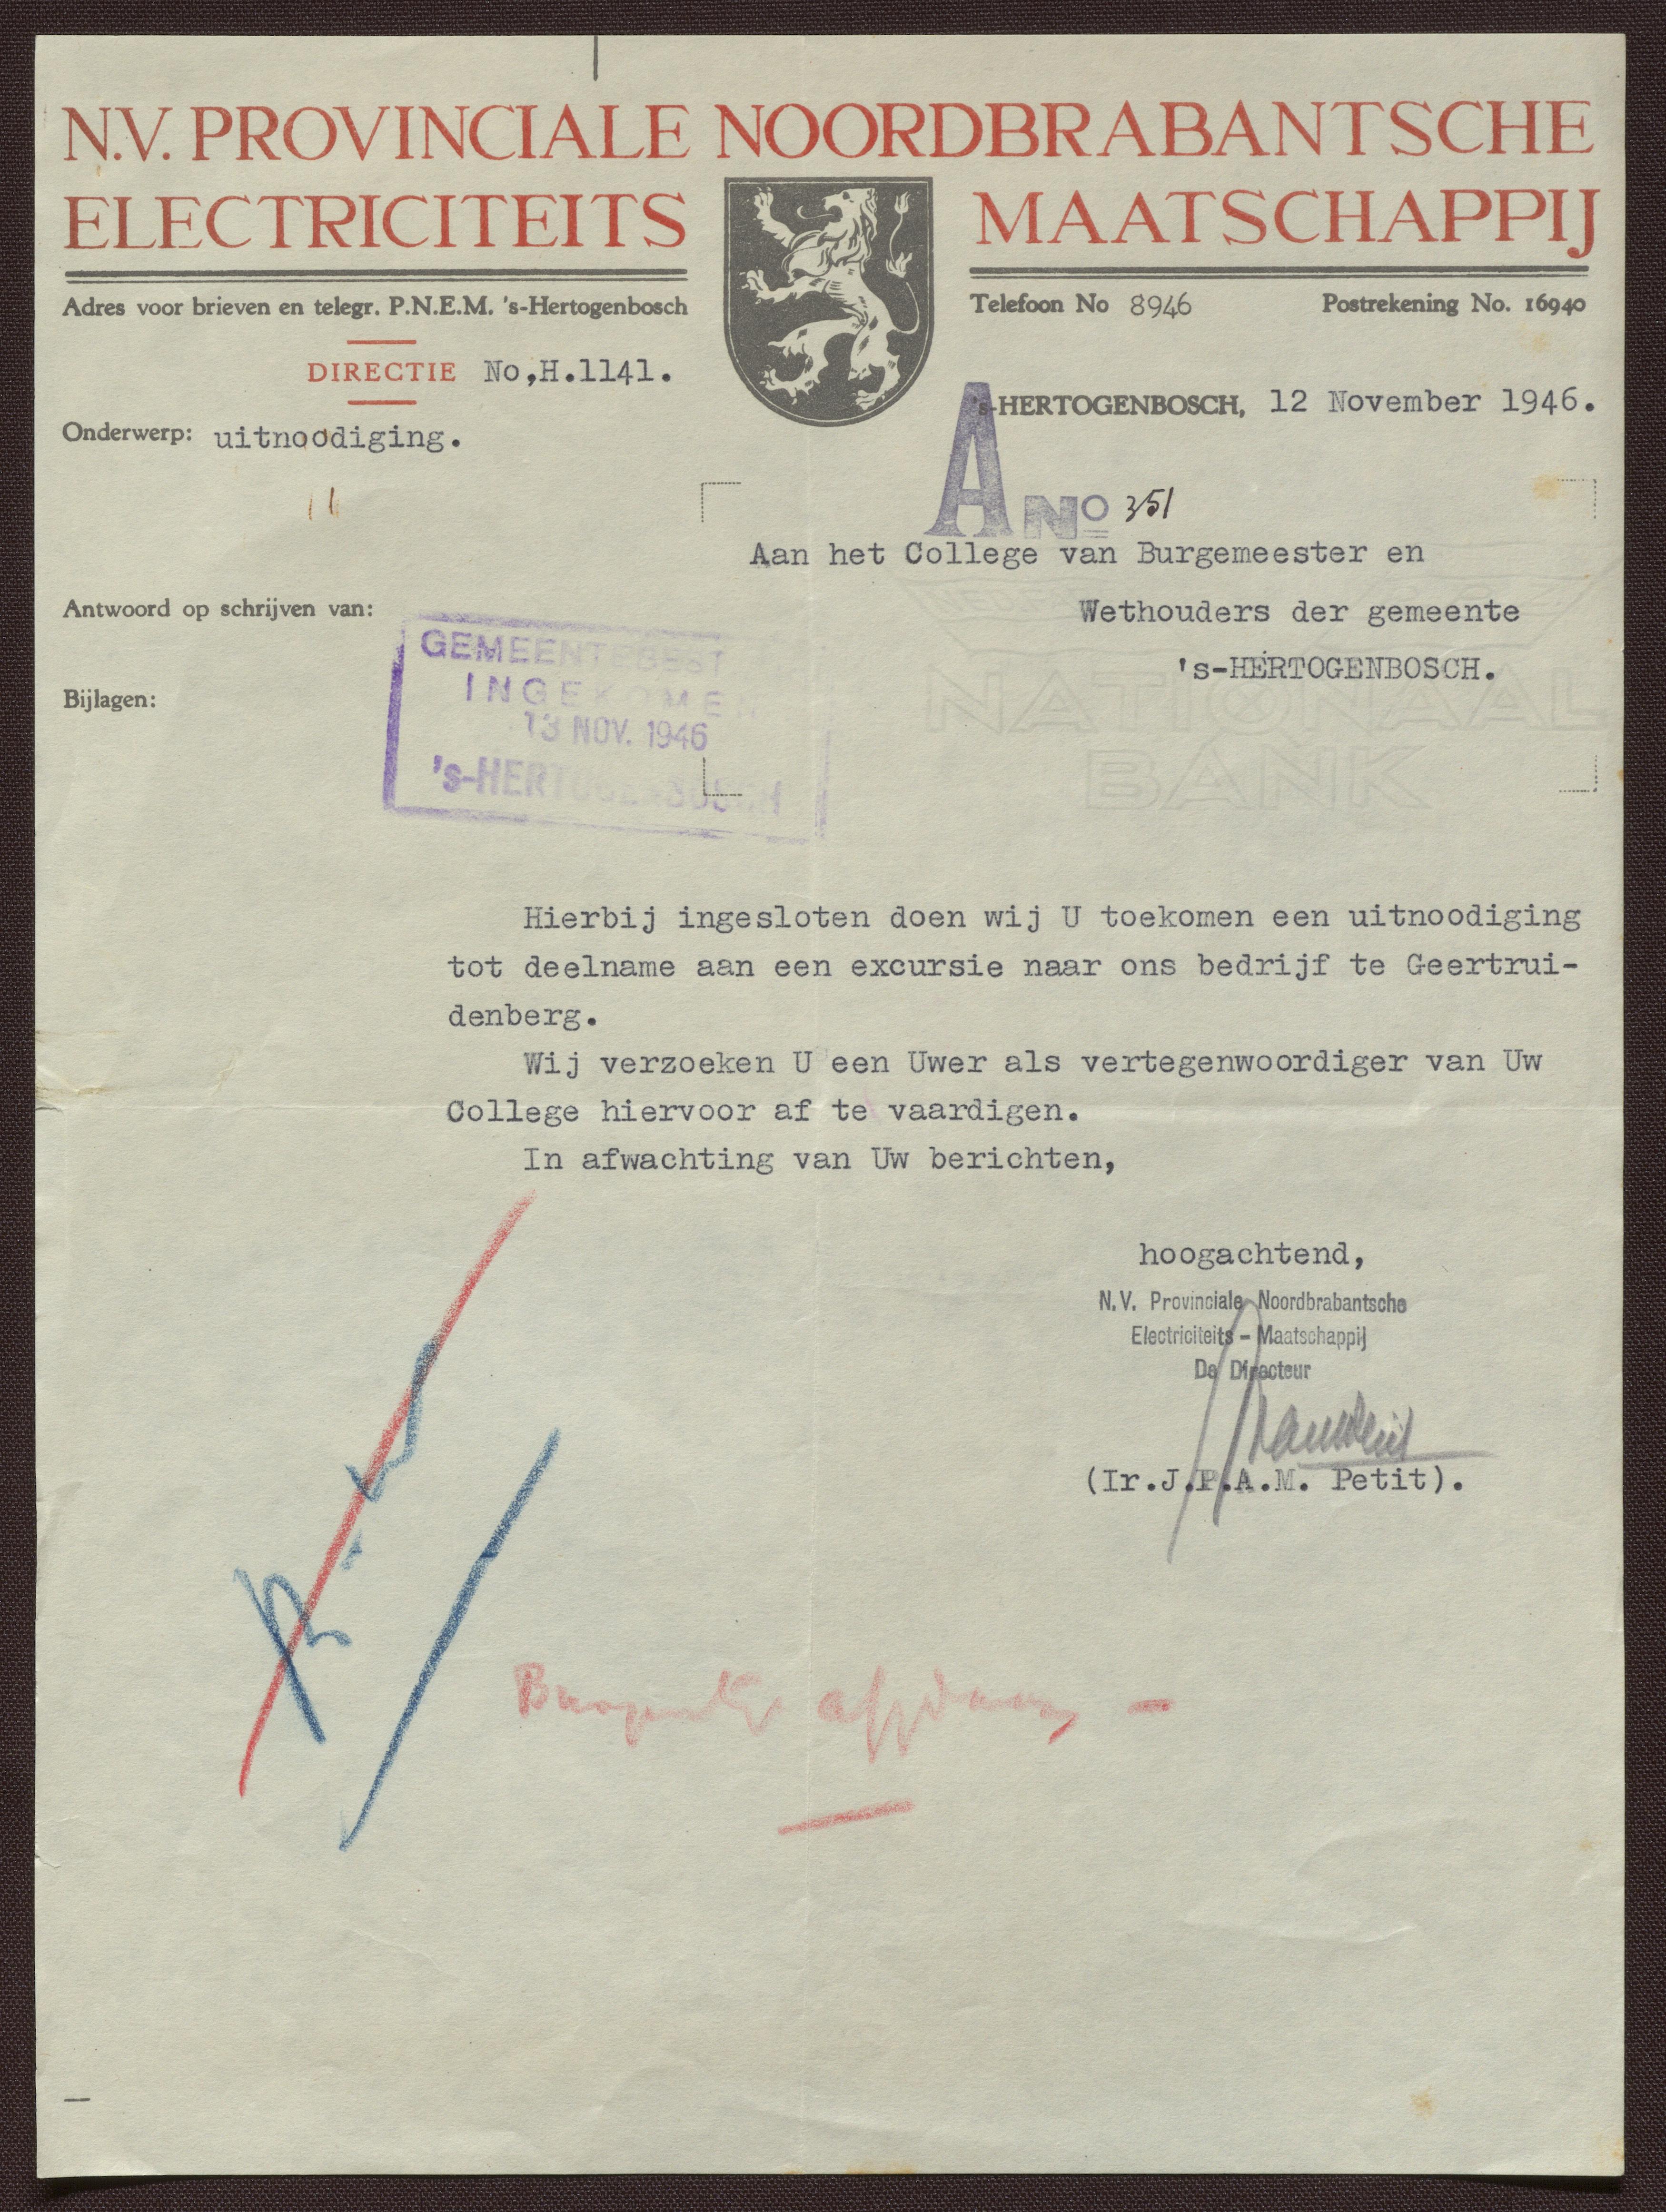 N.V. PROVINCIALE NOORDBRABANTSCHE
ELECTRICITEITS MAATSCHAPPIJ
Adres voor brieven en telegr. P.N.E.M. 's-Hertogenbosch
Telefoon No 8946 Postrekening No. 16940
DIRECTIE No,H.1141.
's-HERTOGENBOSCH, 12 November 1946.
Onderwerp: uitnoodiging.
A No 351
Aan het College van Burgemeester en
Wethouders der gemeente
's-HERTOGENBOSCH.
Antwoord op schrijven van:
Bijlagen:
GEMEENTEBEST
INGEKOMEN
13 NOV. 1946
's-HERTOGENBOSCH
NATIONAAL
BANK
Hierbij ingesloten doen wij U toekomen een uitnoodiging
tot deelname aan een excursie naar ons bedrijf te Geertrui-
denberg.
Wij verzoeken U een Uwer als vertegenwoordiger van Uw
College hiervoor af te vaardigen.
In afwachting van Uw berichten,
hoogachtend,
N.V. Provinciale Noordbrabantsche
Electriciteits - Maatschappij
De Directeur
(Ir.J.P.A.M. Petit).